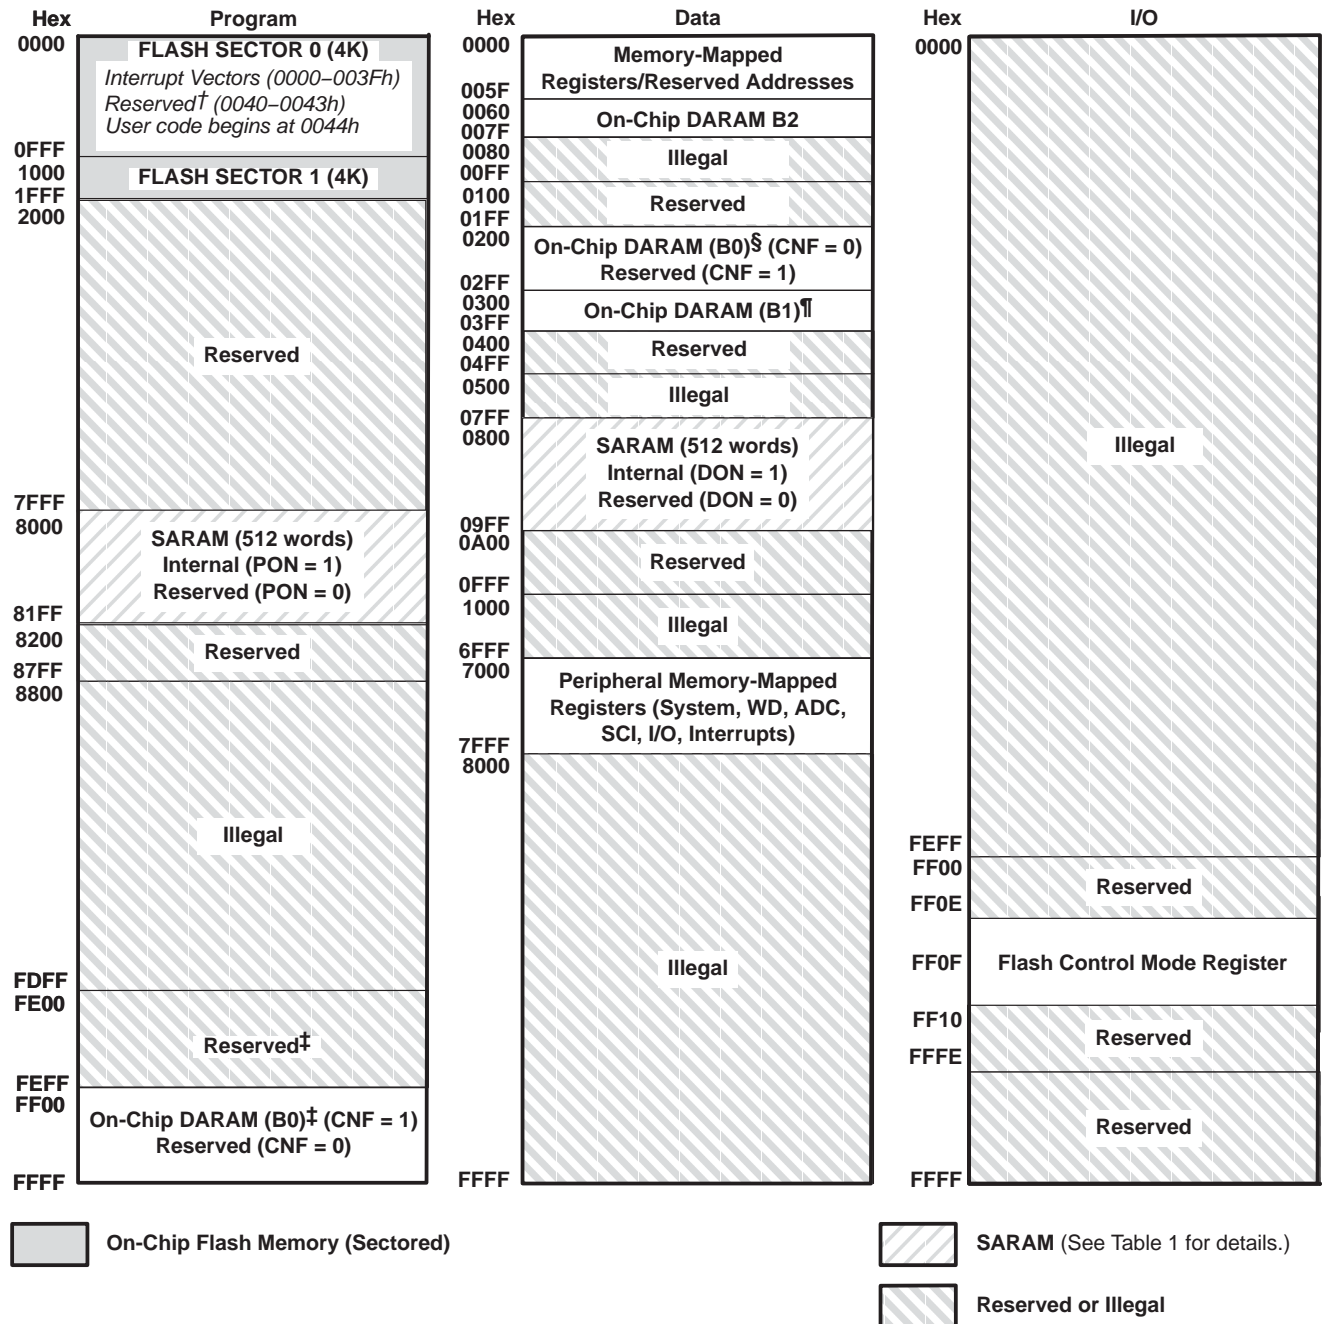 Hex Program
0000
FLASH SECTOR 0 (4K)
Interrupt Vectors (0000–003Fh)
Reserved† (0040–0043h)
User code begins at 0044h
0FFF
1000
FLASH SECTOR 1 (4K)
1FFF
2000
Reserved
7FFF
8000
SARAM (512 words)
Internal (PON = 1)
Reserved (PON = 0)
81FF
8200
Reserved
87FF
8800
Illegal
FDFF
FE00
Reserved‡
FEFF
FF00
On-Chip DARAM (B0)‡ (CNF = 1)
Reserved (CNF = 0)
FFFF
Hex Data
0000
Memory-Mapped
Registers/Reserved Addresses
005F
0060
On-Chip DARAM B2
007F
0080
Illegal
00FF
0100
Reserved
01FF
0200
On-Chip DARAM (B0)§ (CNF = 0)
Reserved (CNF = 1)
02FF
0300
On-Chip DARAM (B1)¶
03FF
0400
Reserved
04FF
0500
Illegal
07FF
0800
SARAM (512 words)
Internal (DON = 1)
Reserved (DON = 0)
09FF
0A00
Reserved
0FFF
1000
Illegal
6FFF
7000
Peripheral Memory-Mapped
Registers (System, WD, ADC,
SCI, I/O, Interrupts)
7FFF
8000
Illegal
FFFF
Hex I/O
0000
Illegal
FEFF
FF00
Reserved
FF0E
FF0F Flash Control Mode Register
FF10
Reserved
FFFE
Reserved
FFFF
On-Chip Flash Memory (Sectored)
SARAM (See Table 1 for details.)
Reserved or Illegal